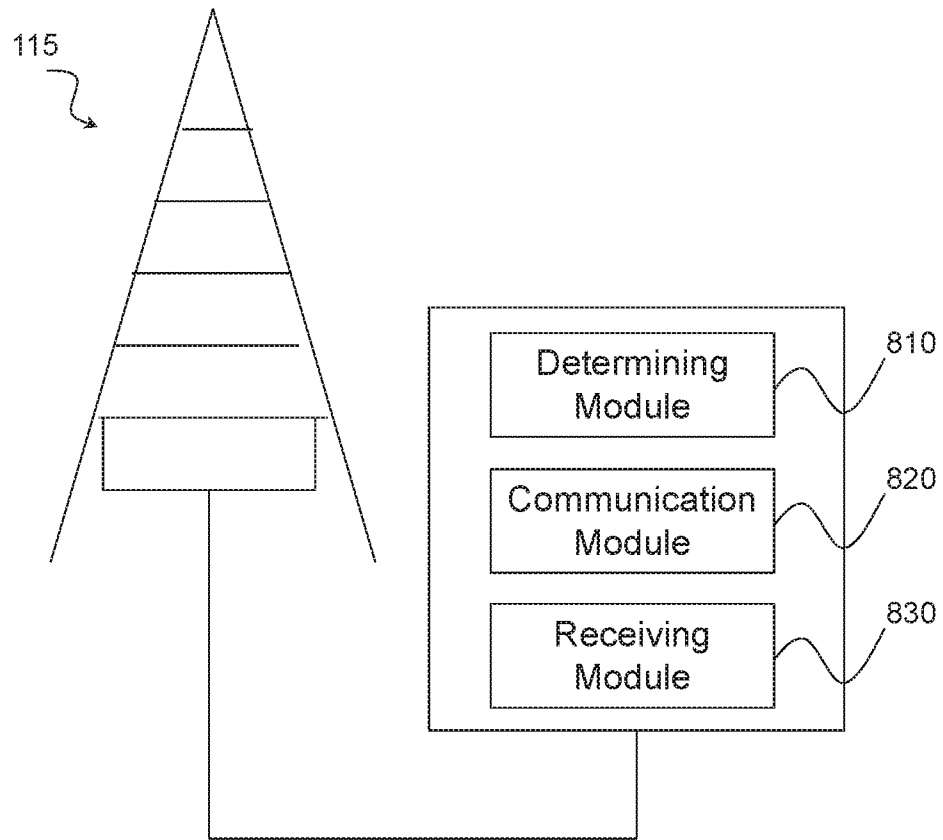 115
Determining
Module
810
Communication
Module
820
Receiving
Module
830